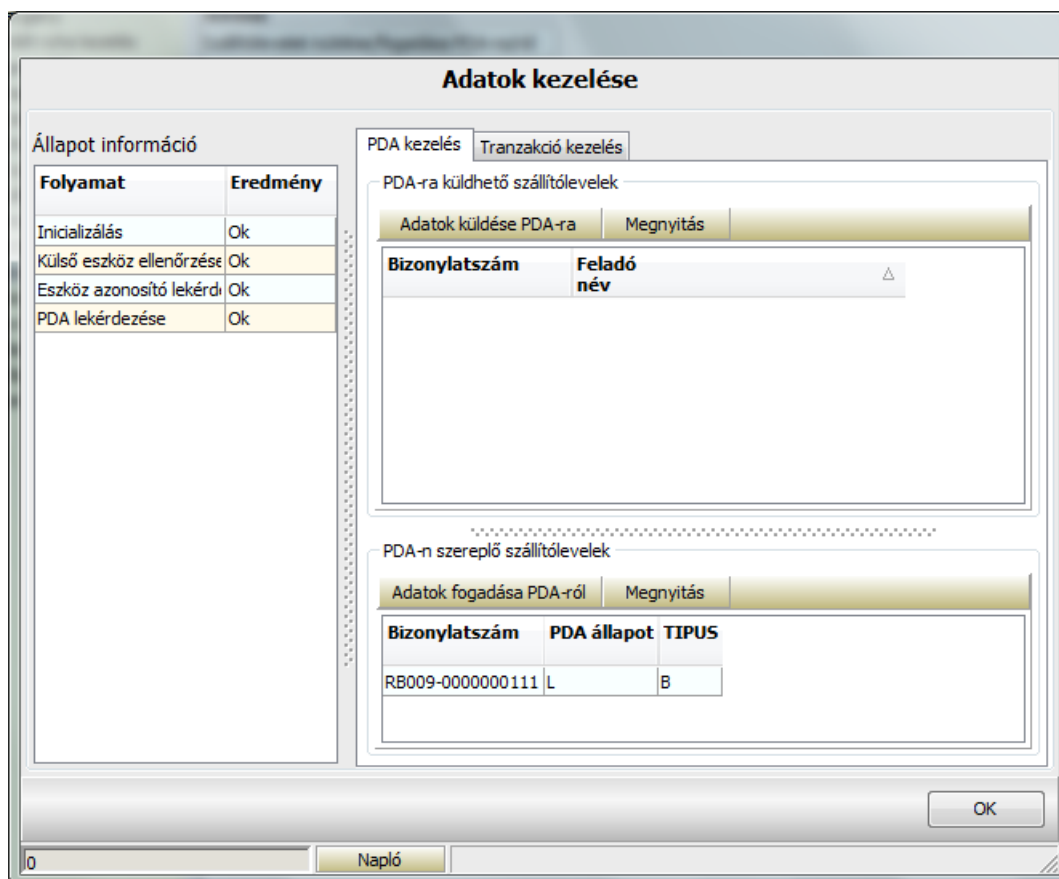 Adatok kezelése
Állapot információ
Folyamat Eredmény
Inicializálás Ok
Külső eszköz ellenőrzése Ok
Eszköz azonosító lekérd Ok
PDA lekérdezése Ok
PDA kezelés Tranzakció kezelés
PDA-ra küldhető szállítólevelek
Adatok küldése PDA-ra Megnyitás
Bizonylatszám Feladó
név
PDA-n szereplő szállítólevelek
Adatok fogadása PDA-ról Megnyitás
Bizonylatszám PDA állapot TIPUS
RB009-0000000111 L B
OK
0 Napló